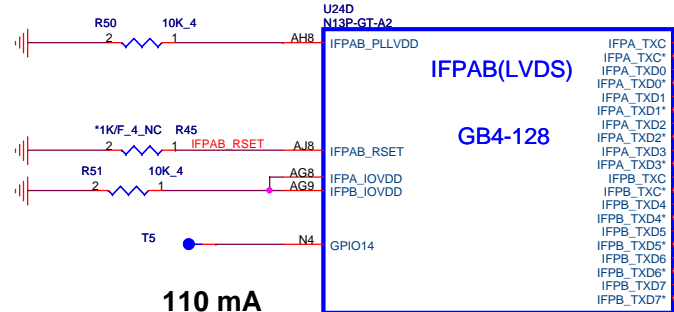 U24D
N13P-GT-A2
R50 10K_4
2 1 AH8 IFPAB_PLLVDD
IFPAB(LVDS)
GB4-128
*1K/F_4_NC R45
2 1 IFPAB_RSET AJ8 IFPAB_RSET
R51 10K_4
2 1
AG8 IFPA_IOVDD
AG9 IFPB_IOVDD
T5 N4 GPIO14
110 mA
IFPA_TXC
IFPA_TXC*
IFPA_TXD0
IFPA_TXD0*
IFPA_TXD1
IFPA_TXD1*
IFPA_TXD2
IFPA_TXD2*
IFPA_TXD3
IFPA_TXD3*
IFPB_TXC
IFPB_TXC*
IFPB_TXD4
IFPB_TXD4*
IFPB_TXD5
IFPB_TXD5*
IFPB_TXD6
IFPB_TXD6*
IFPB_TXD7
IFPB_TXD7*